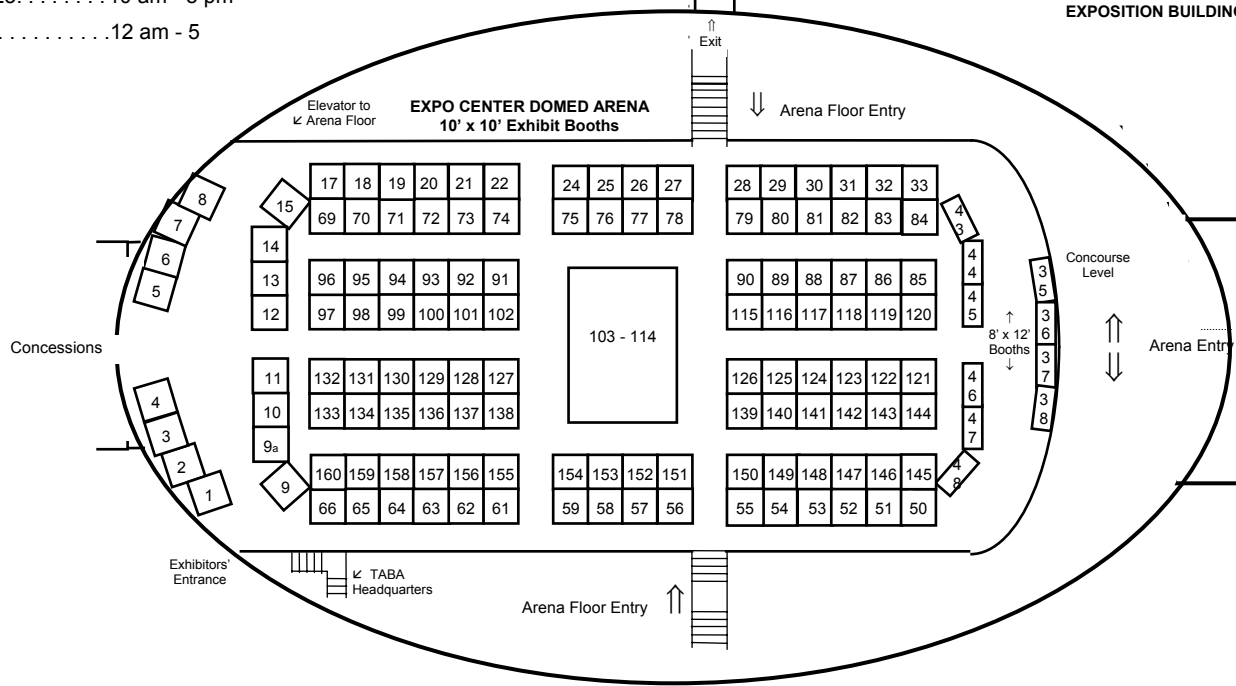 10 am - 8 pm
. . . . . . . . . .12 am - 5
EXPOSITION BUILDING
⇑
Exit
Elevator to
↙ Arena Floor
EXPO CENTER DOMED ARENA
10’ x 10’ Exhibit Booths
⇓ Arena Floor Entry
8
7
6
5
15
14
13
12
17 18 19 20 21 22
69 70 71 72 73 74
24 25 26 27
75 76 77 78
28 29 30 31 32 33
79 80 81 82 83 84
43
44
45
96 95 94 93 92 91
97 98 99 100 101 102
103 - 114
90 89 88 87 86 85
115 116 117 118 119 120
35
36
37
38
Concourse
Level
↑
8’ x 12’
Booths
↓
⇑
⇓
Arena Entry
Concessions
4
3
2
1
11
10
9a
9
132 131 130 129 128 127
133 134 135 136 137 138
126 125 124 123 122 121
139 140 141 142 143 144
46
47
48
160 159 158 157 156 155
66 65 64 63 62 61
154 153 152 151
59 58 57 56
150 149 148 147 146 145
55 54 53 52 51 50
Exhibitors’
Entrance
↙ TABA
Headquarters
Arena Floor Entry ⇑